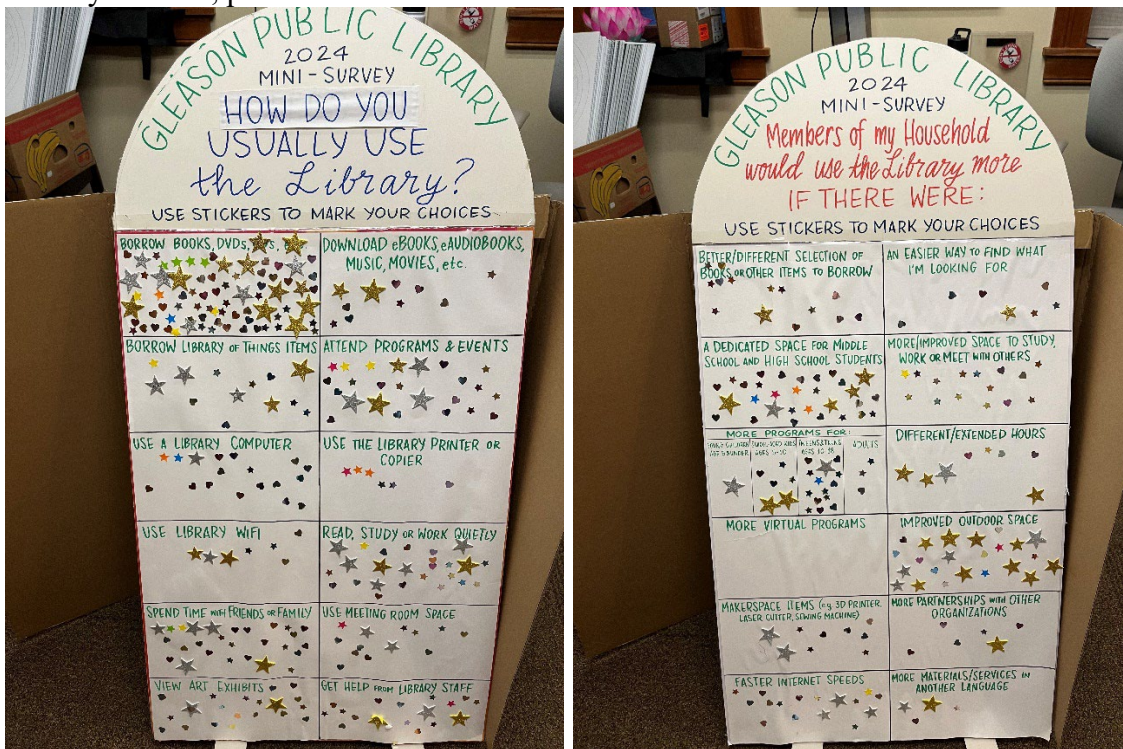 GLEASON PUBLIC LIBRARY
2024
MINI-SURVEY
HOW DO YOU
USUALLY USE
the Library?
USE STICKERS TO MARK YOUR CHOICES
BORROW BOOKS, DVDs,
DOWNLOAD eBOOKS, eAUDIOBOOKS,
MUSIC, MOVIES, etc.
BORROW LIBRARY OF THINGS ITEMS
ATTEND PROGRAMS & EVENTS
USE A LIBRARY COMPUTER
USE THE LIBRARY PRINTER OR
COPIER
USE LIBRARY WIFI
READ, STUDY OR WORK QUIETLY
SPEND TIME WITH FRIENDS OR FAMILY
USE MEETING ROOM SPACE
VIEW ART EXHIBITS
GET HELP FROM LIBRARY STAFF
GLEASON PUBLIC LIBRARY
2024
MINI-SURVEY
Members of my Household
would use the Library more
IF THERE WERE:
USE STICKERS TO MARK YOUR CHOICES
BETTER/DIFFERENT SELECTION OF
BOOKS OR OTHER ITEMS TO BORROW
AN EASIER WAY TO FIND WHAT
I'M LOOKING FOR
A DEDICATED SPACE FOR MIDDLE
SCHOOL AND HIGH SCHOOL STUDENTS
MORE/IMPROVED SPACE TO STUDY,
WORK OR MEET WITH OTHERS
MORE PROGRAMS FOR:
ADULTS
DIFFERENT/EXTENDED HOURS
MORE VIRTUAL PROGRAMS
IMPROVED OUTDOOR SPACE
MAKERSPACE ITEMS (e.g. 3D PRINTER,
LASER CUTTER, SEWING MACHINE)
MORE PARTNERSHIPS WITH OTHER
ORGANIZATIONS
FASTER INTERNET SPEEDS
MORE MATERIALS/SERVICES IN
ANOTHER LANGUAGE